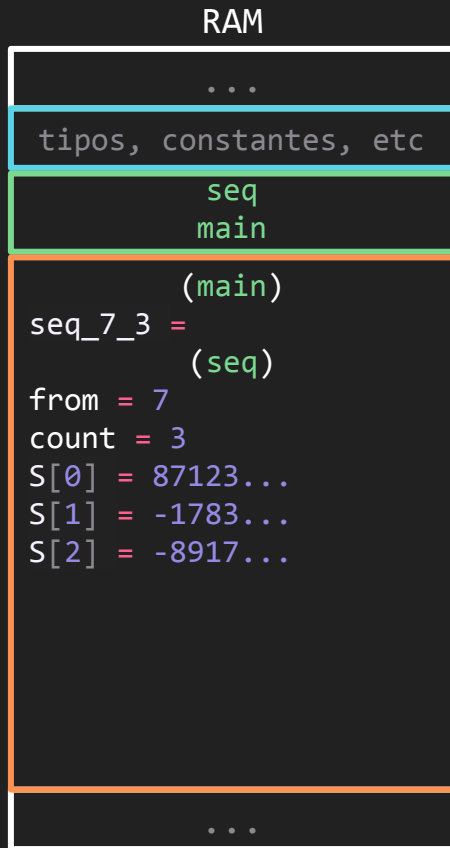 RAM
...
tipos, constantes, etc
seq
main
(main)
seq_7_3 =
(seq)
from = 7
count = 3
S[0] = 87123...
S[1] = -1783...
S[2] = -8917...
...